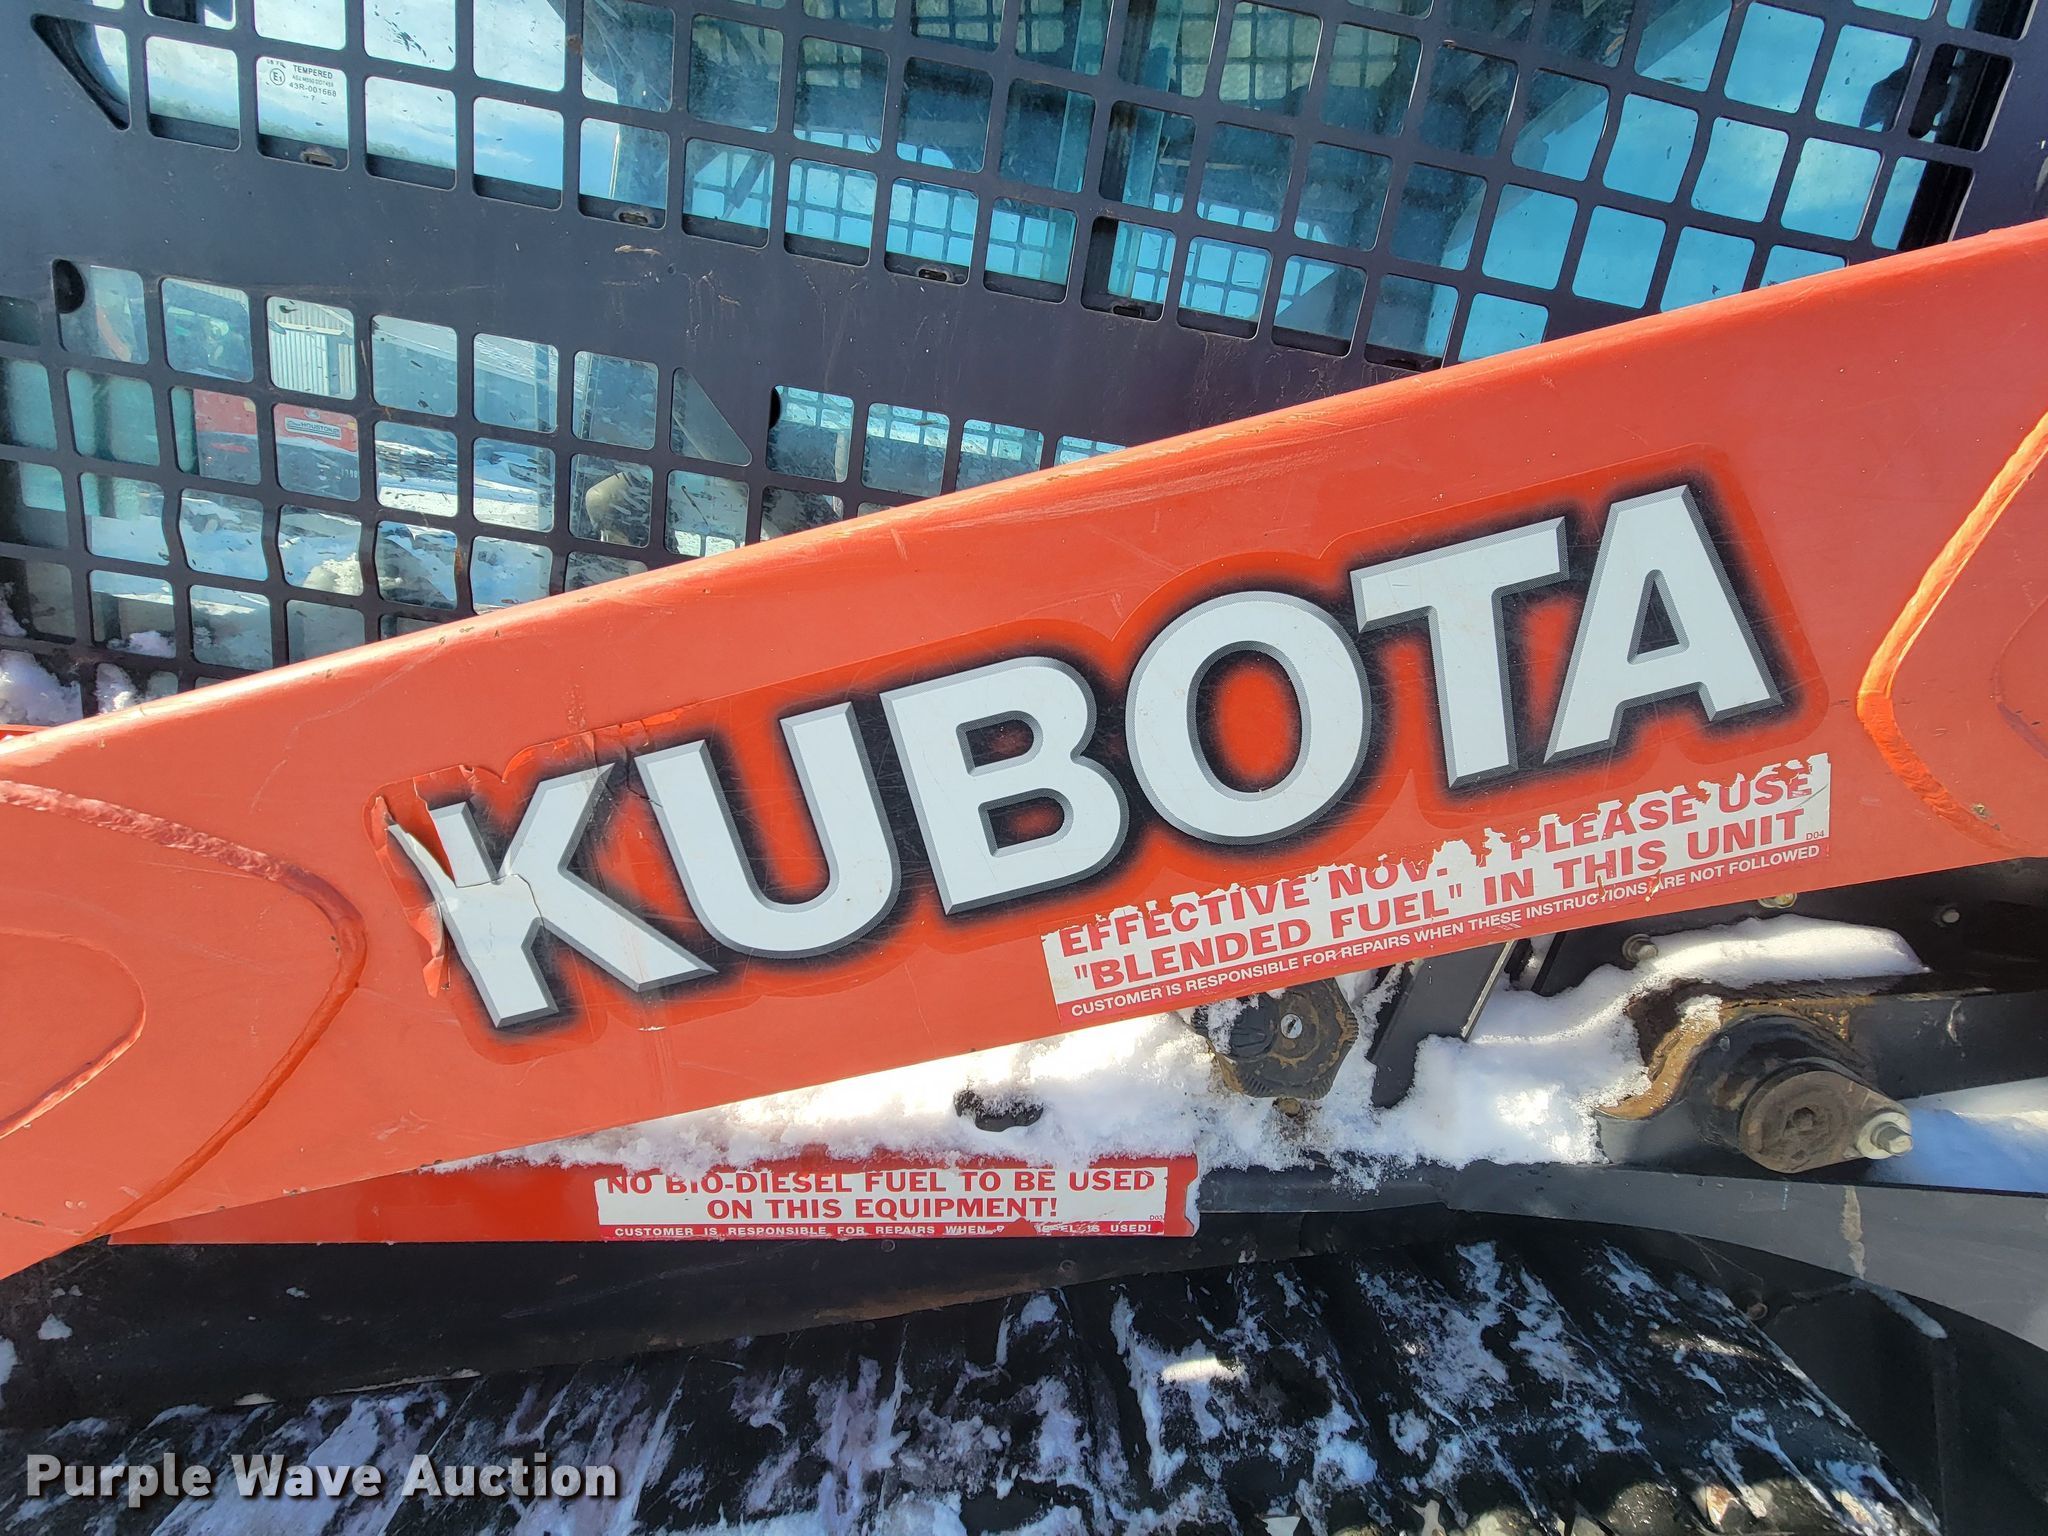 TEMPERED
43R-001668
HOUSTON
KUBOTA
EFFECTIVE NOV. PLEASE USE
"BLENDED FUEL" IN THIS UNIT
D04
CUSTOMER IS RESPONSIBLE FOR REPAIRS WHEN THESE INSTRUCTIONS ARE NOT FOLLOWED
NO BIO-DIESEL FUEL TO BE USED
ON THIS EQUIPMENT!
D03
CUSTOMER IS RESPONSIBLE FOR REPAIRS WHEN IS USED!
Purple Wave Auction